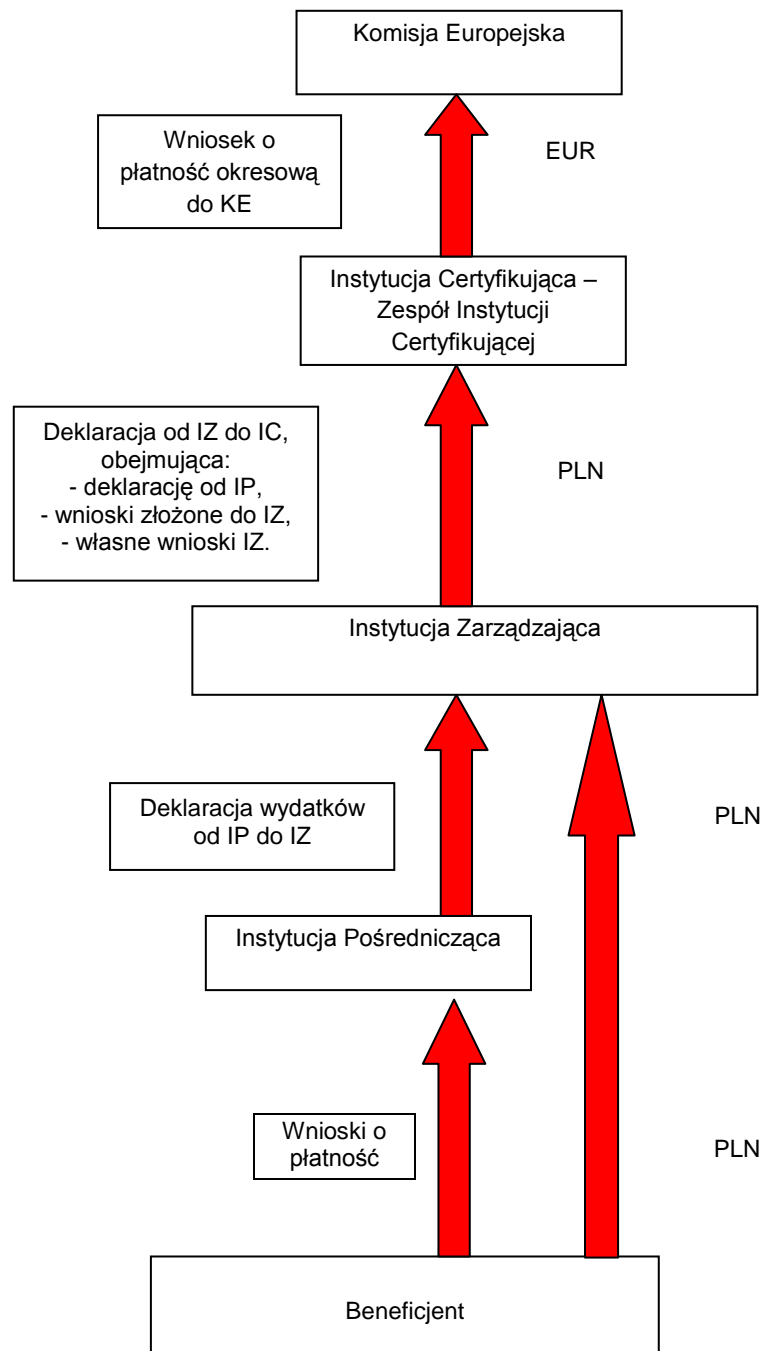 Komisja Europejska
Wniosek o
płatność okresową
do KE
EUR
Instytucja Certyfikująca –
Zespół Instytucji
Certyfikującej
Deklaracja od IZ do IC,
obejmująca:
- deklarację od IP,
- wnioski złożone do IZ,
- własne wnioski IZ.
PLN
Instytucja Zarządzająca
Deklaracja wydatków
od IP do IZ
PLN
Instytucja Pośrednicząca
Wnioski o
płatność
PLN
Beneficjent